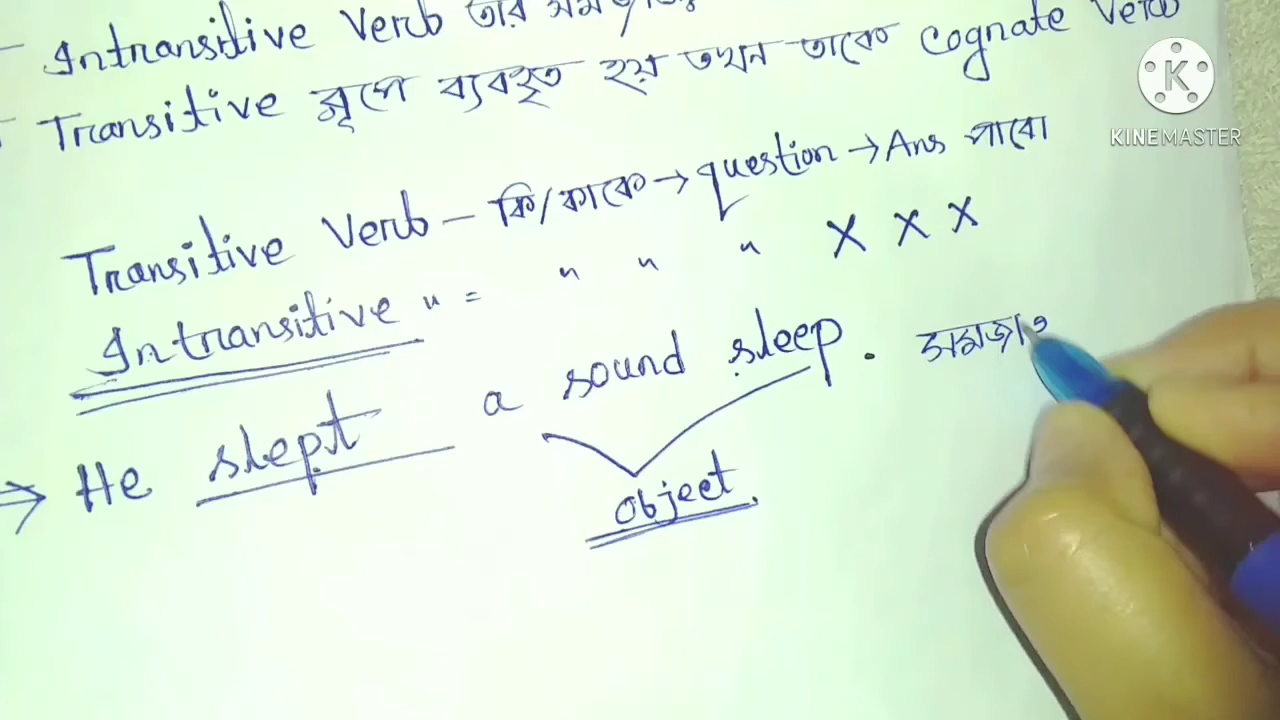 Intransitive Verb তার
Transitive রূপে ব্যবহৃত হয় তখন তাকে Cognate Verb
KINEMASTER
Transitive Verb – কি/কাকে → question → Ans পাবো
Intransitive " = " " " X X X
⇒ He slept a sound sleep. সমজা
object